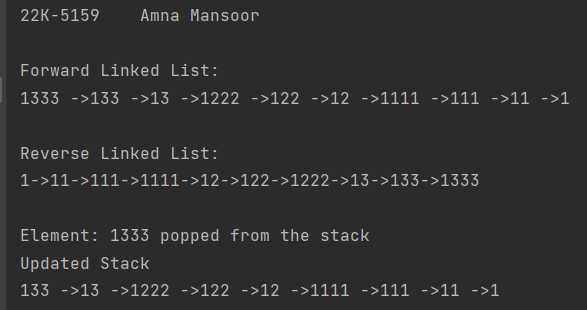 22K-5159    Amna Mansoor
Forward Linked List:
1333 ->133 ->13 ->1222 ->122 ->12 ->1111 ->111 ->11 ->1
Reverse Linked List:
1->11->111->1111->12->122->1222->13->133->1333
Element: 1333 popped from the stack
Updated Stack
133 ->13 ->1222 ->122 ->12 ->1111 ->111 ->11 ->1